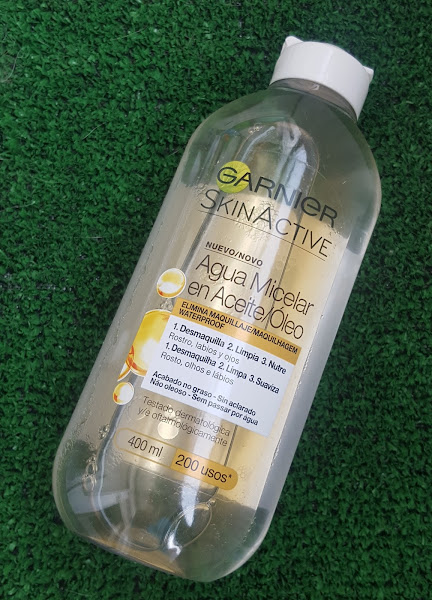 GARNIER
SKINACTIVE
NUEVO/NOVO
Agua Micelar
en Aceite/Óleo
ELIMINA MAQUILLAJE/MAQUILHAGEM
WATERPROOF
1. Desmaquilla 2. Limpia 3. Nutre
Rostro, labios y ojos
1. Desmaquilha 2. Limpa 3. Suaviza
Rosto, olhos e lábios
Acabado no graso - Sin aclarado
Não oleoso - Sem passar por água
Testado dermatológica
y/e oftalmológicamente
400 ml
200 usos*